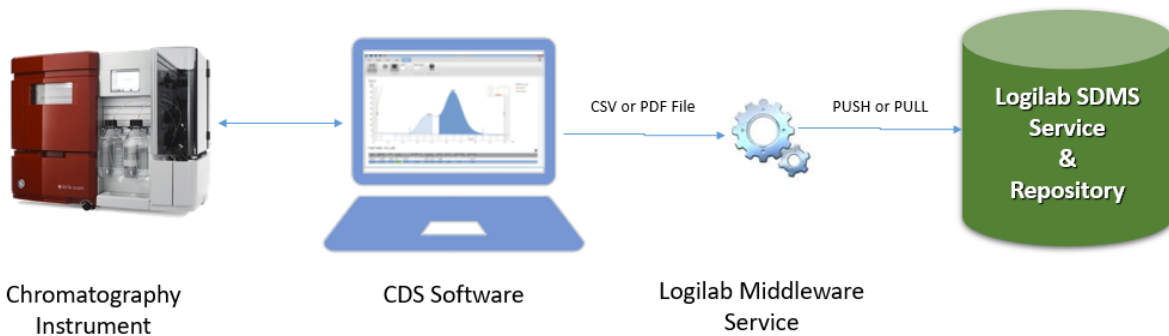 CSV or PDF File
PUSH or PULL
Logilab SDMS
Service
&
Repository
Chromatography
Instrument
CDS Software
Logilab Middleware
Service